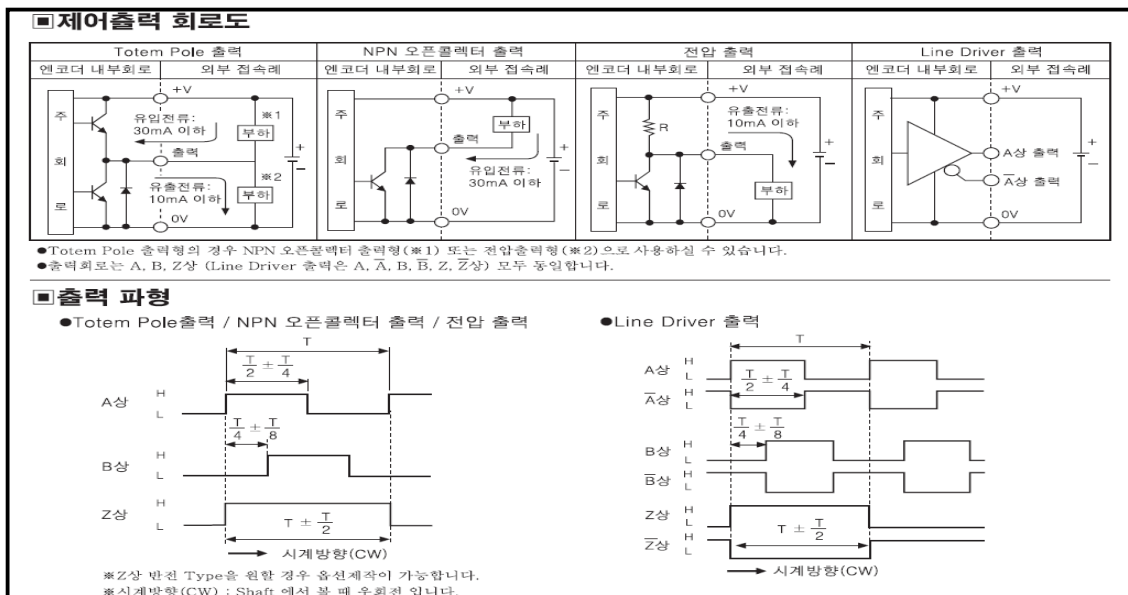 ▣제어출력 회로도
Totem Pole 출력 NPN 오픈콜렉터 출력 전압 출력 Line Driver 출력
엔코더 내부회로 외부 접속례 엔코더 내부회로 외부 접속례 엔코더 내부회로 외부 접속례 엔코더 내부회로 외부 접속례
주 회 로
+V
유입전류:
30mA 이하
※1
부하
출력
유출전류:
10mA 이하
※2
부하
0V
+
−
주 회 로
+V
부하
출력
유입전류:
30mA 이하
0V
+
−
주 회 로
+V
R
유출전류:
10mA 이하
출력
부하
0V
+
−
주 회 로
+V
A상 출력
A̅상 출력
0V
+
−
●Totem Pole 출력형의 경우 NPN 오픈콜렉터 출력형(※1) 또는 전압출력형(※2)으로 사용하실 수 있습니다.
●출력회로는 A, B, Z상 (Line Driver 출력은 A, A̅, B, B̅, Z, Z̅상) 모두 동일합니다.
▣출력 파형
●Totem Pole출력 / NPN 오픈콜렉터 출력 / 전압 출력
T
T/2 ± T/4
A상 H L
T/4 ± T/8
B상 H L
Z상 H L
T ± T/2
시계방향(CW)
※Z상 반전 Type을 원할 경우 옵션제작이 가능합니다.
※시계방향(CW) : Shaft 에서 볼 때 우회전 입니다.
●Line Driver 출력
T
A상 H L
T/2 ± T/4
A̅상 H L
T/4 ± T/8
B상 H L
B̅상 H L
Z상 H L
T ± T/2
Z̅상 H L
시계방향(CW)